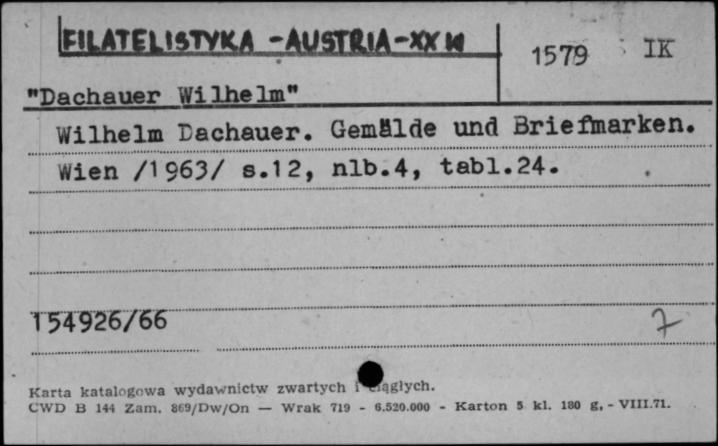 FILATELISTYKA - AUSTRIA - XX w
1579 IK
"Dachauer Wilhelm"
Wilhelm Dachauer. Gemälde und Briefmarken.
Wien /1963/ s.12, nlb.4, tabl.24.
154926/66
7
Karta katalogowa wydawnictw zwartych i ciągłych.
CWD B 144 Zam. 869/Dw/On — Wrak 719 - 6.520.000 - Karton 5 kl. 180 g, - VIII.71.